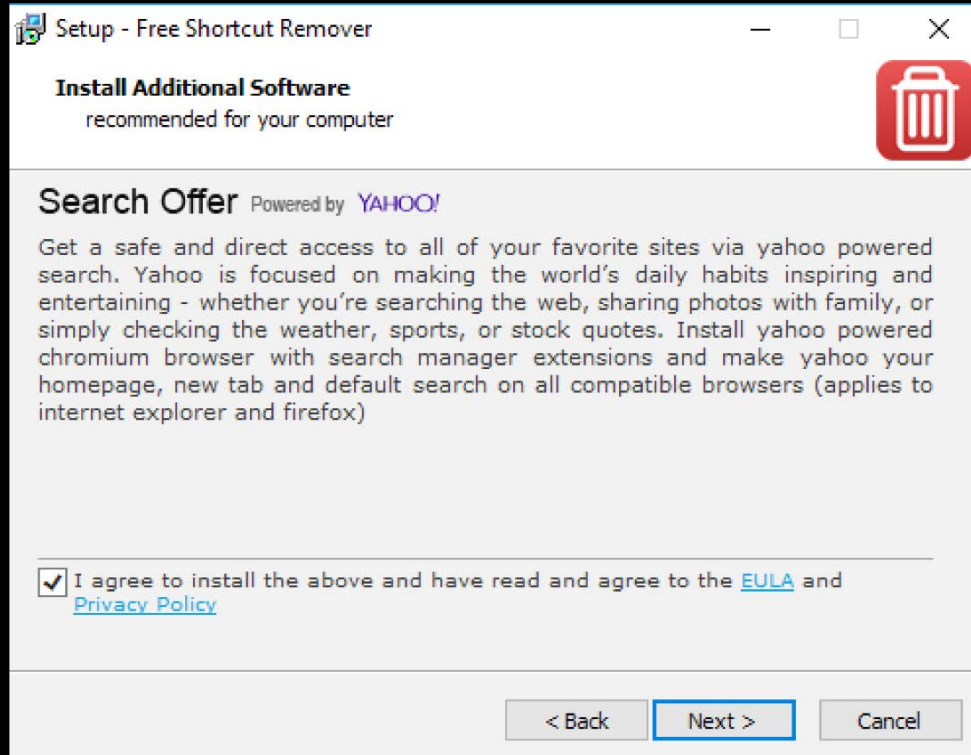 Setup - Free Shortcut Remover
Install Additional Software
recommended for your computer
Search Offer Powered by YAHOO!
Get a safe and direct access to all of your favorite sites via yahoo powered
search. Yahoo is focused on making the world's daily habits inspiring and
entertaining - whether you're searching the web, sharing photos with family, or
simply checking the weather, sports, or stock quotes. Install yahoo powered
chromium browser with search manager extensions and make yahoo your
homepage, new tab and default search on all compatible browsers (applies to
internet explorer and firefox)
I agree to install the above and have read and agree to the EULA and
Privacy Policy
< Back Next > Cancel